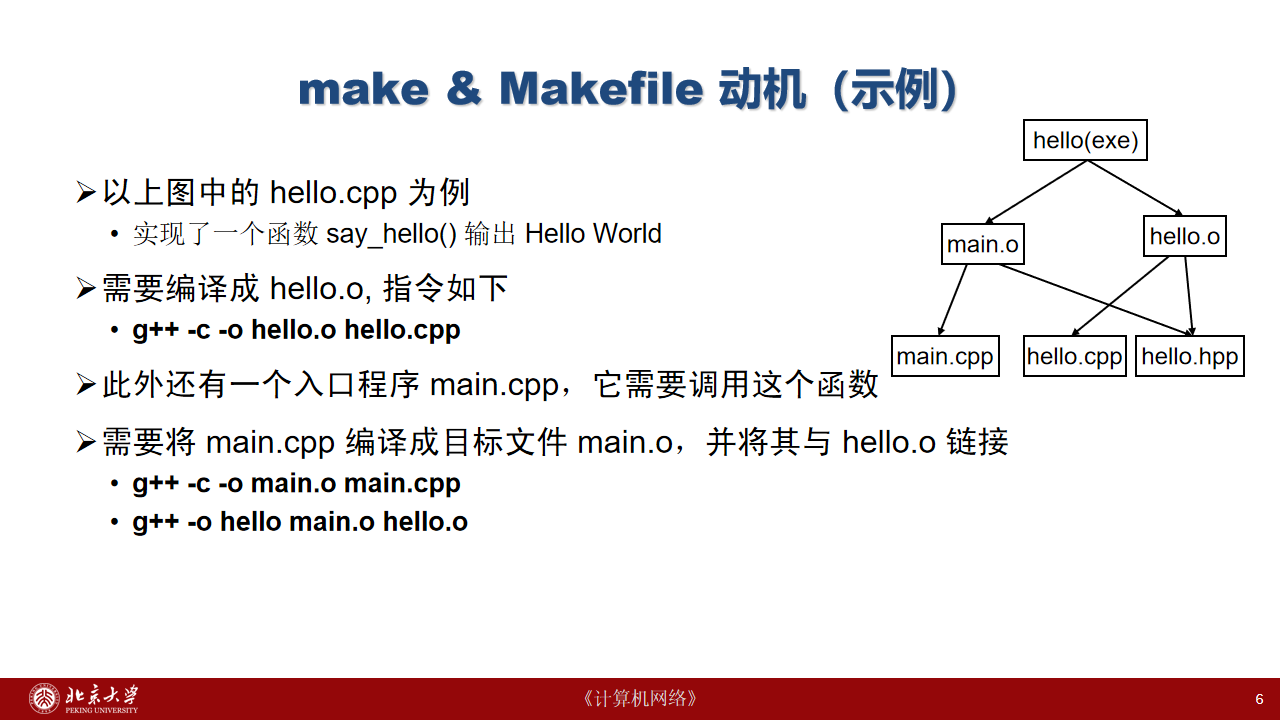 make & Makefile 动机（示例）
➢以上图中的 hello.cpp 为例
• 实现了一个函数 say_hello() 输出 Hello World
➢需要编译成 hello.o, 指令如下
• g++ -c -o hello.o hello.cpp
➢此外还有一个入口程序 main.cpp，它需要调用这个函数
➢需要将 main.cpp 编译成目标文件 main.o，并将其与 hello.o 链接
• g++ -c -o main.o main.cpp
• g++ -o hello main.o hello.o
hello(exe)
main.o
hello.o
main.cpp
hello.cpp
hello.hpp
北京大学
PEKING UNIVERSITY
《计算机网络》
6